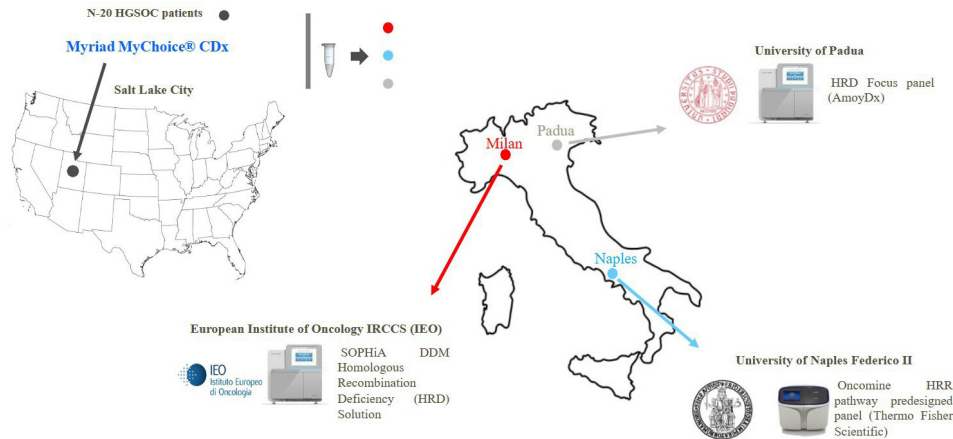 N-20 HGSOC patients
Myriad MyChoice® CDx
Salt Lake City
University of Padua
HRD Focus panel
(AmoyDx)
Padua
Milan
Naples
European Institute of Oncology IRCCS (IEO)
IEO
Istituto Europeo
di Oncologia
SOPHiA DDM
Homologous
Recombination
Deficiency (HRD)
Solution
University of Naples Federico II
Oncomine HRR
pathway predesigned
panel (Thermo Fisher
Scientific)